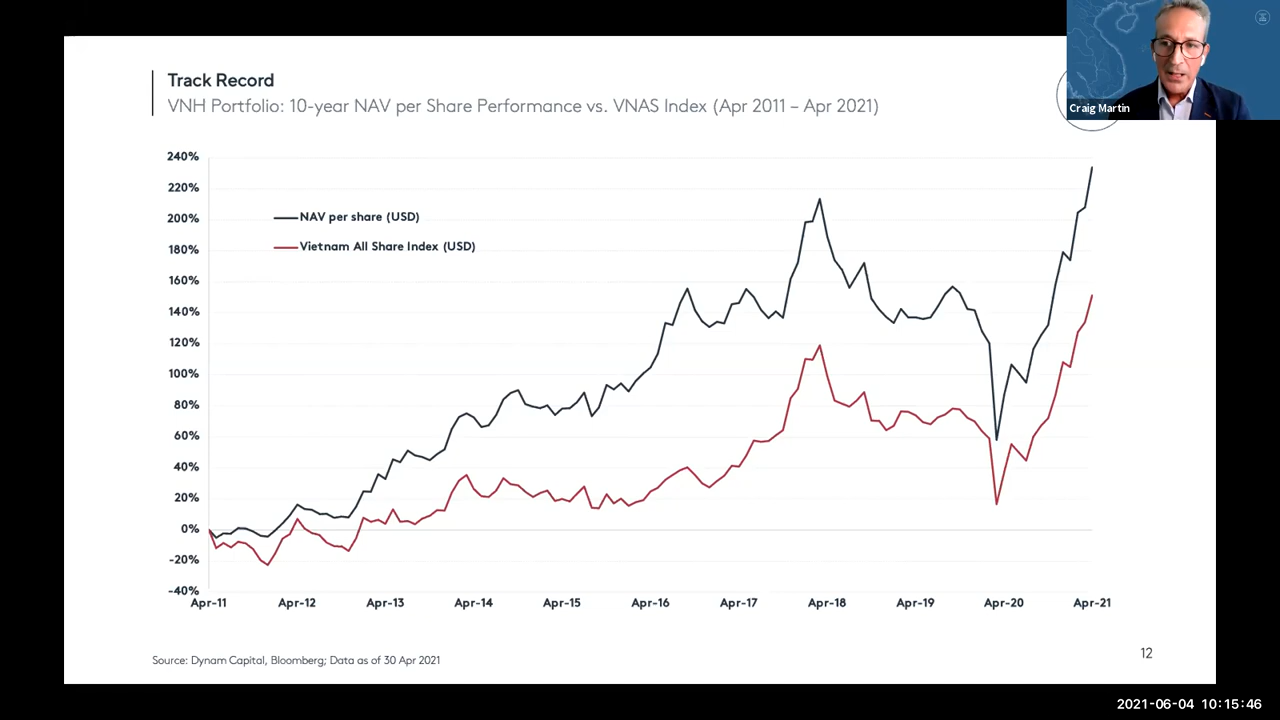 Track Record
VNH Portfolio: 10-year NAV per Share Performance vs. VNAS Index (Apr 2011 – Apr 2021)
Craig Martin
240%
220%
200%
180%
160%
140%
120%
100%
80%
60%
40%
20%
0%
-20%
-40%
NAV per share (USD)
Vietnam All Share Index (USD)
Apr-11 Apr-12 Apr-13 Apr-14 Apr-15 Apr-16 Apr-17 Apr-18 Apr-19 Apr-20 Apr-21
Source: Dynam Capital, Bloomberg; Data as of 30 Apr 2021
12
2021-06-04 10:15:46